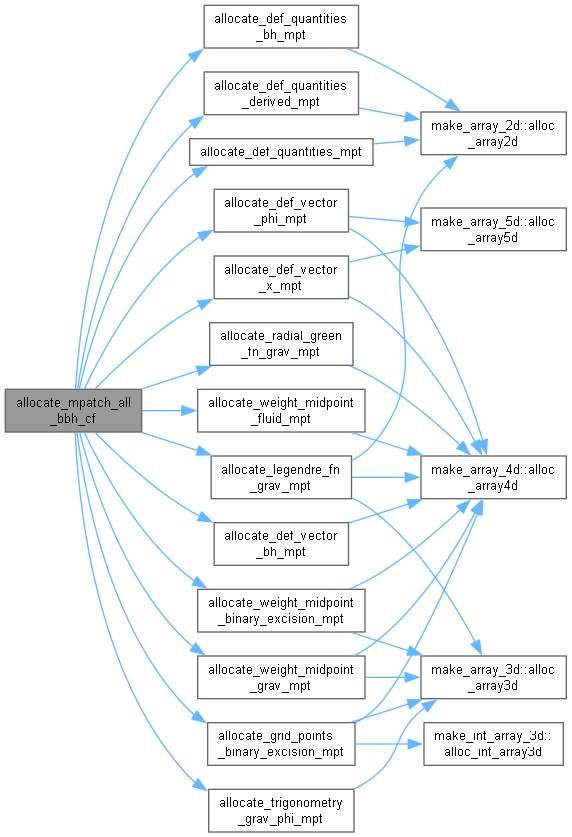 allocate_def_quantities
_bh_mpt
allocate_def_quantities
_derived_mpt
allocate_def_quantities_mpt
allocate_def_vector
_phi_mpt
allocate_def_vector
_x_mpt
allocate_radial_green
_fn_grav_mpt
allocate_mpatch_all
_bbh_cf
allocate_weight_midpoint
_fluid_mpt
allocate_legendre_fn
_grav_mpt
allocate_def_vector
_bh_mpt
allocate_weight_midpoint
_binary_excision_mpt
allocate_weight_midpoint
_grav_mpt
allocate_grid_points
_binary_excision_mpt
allocate_trigonometry
_grav_phi_mpt
make_array_2d::alloc
_array2d
make_array_5d::alloc
_array5d
make_array_4d::alloc
_array4d
make_array_3d::alloc
_array3d
make_int_array_3d::
alloc_int_array3d